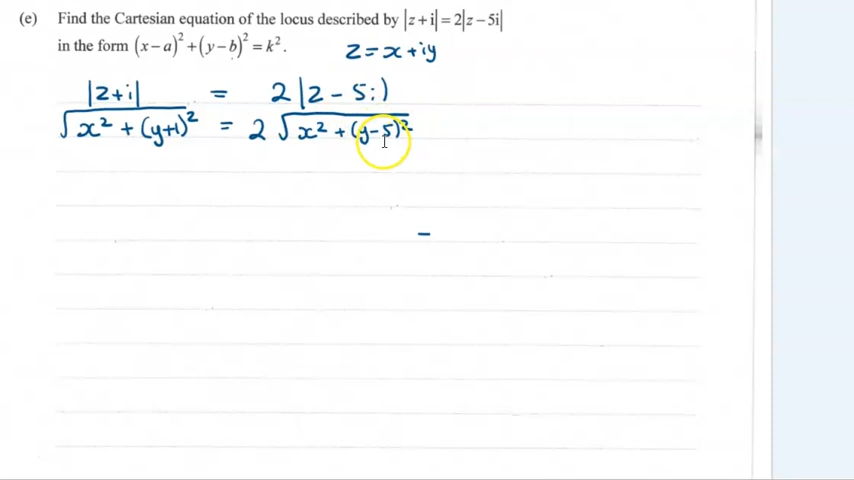 (e) Find the Cartesian equation of the locus described by |z+i|=2|z−5i|
in the form (x−a)²+(y−b)²=k².
z=x+iy
|z+i| = 2|z-5i)
√x²+(y+i)² = 2√x²+(y-5)²
-